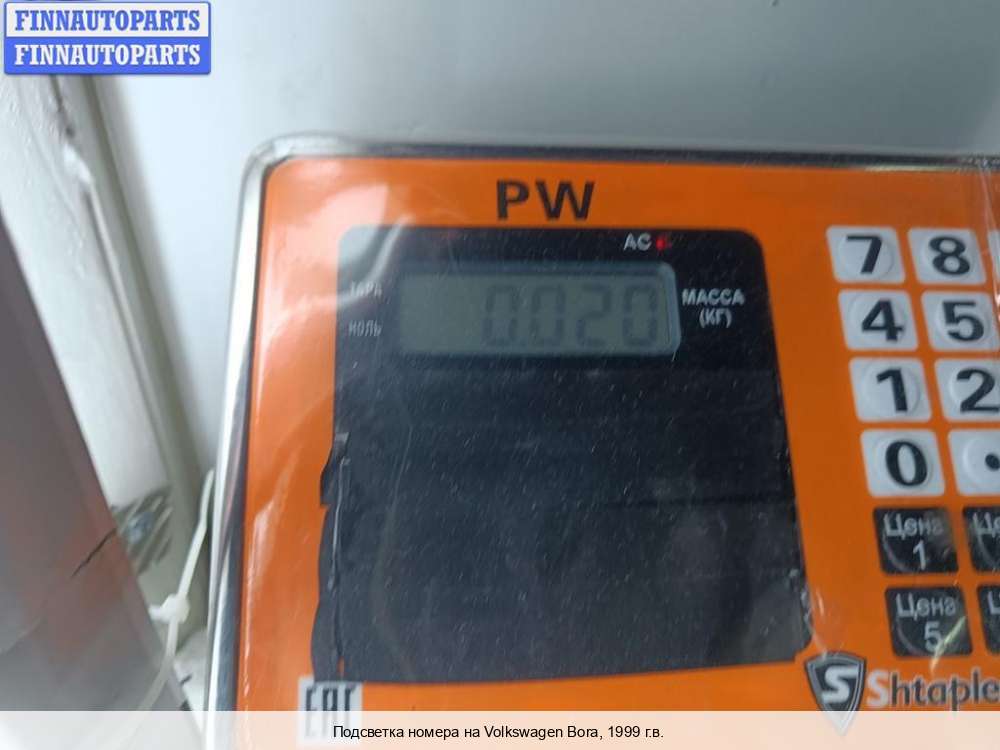 FINNAUTOPARTS
FINNAUTOPARTS
PW
AC
ТАРА
НОЛЬ
0.020
МАССА
(КГ)
7 8
4 5
1 2
0 .
Цена
1
Цена
5
S Shtaple
EAC
Подсветка номера на Volkswagen Bora, 1999 г.в.